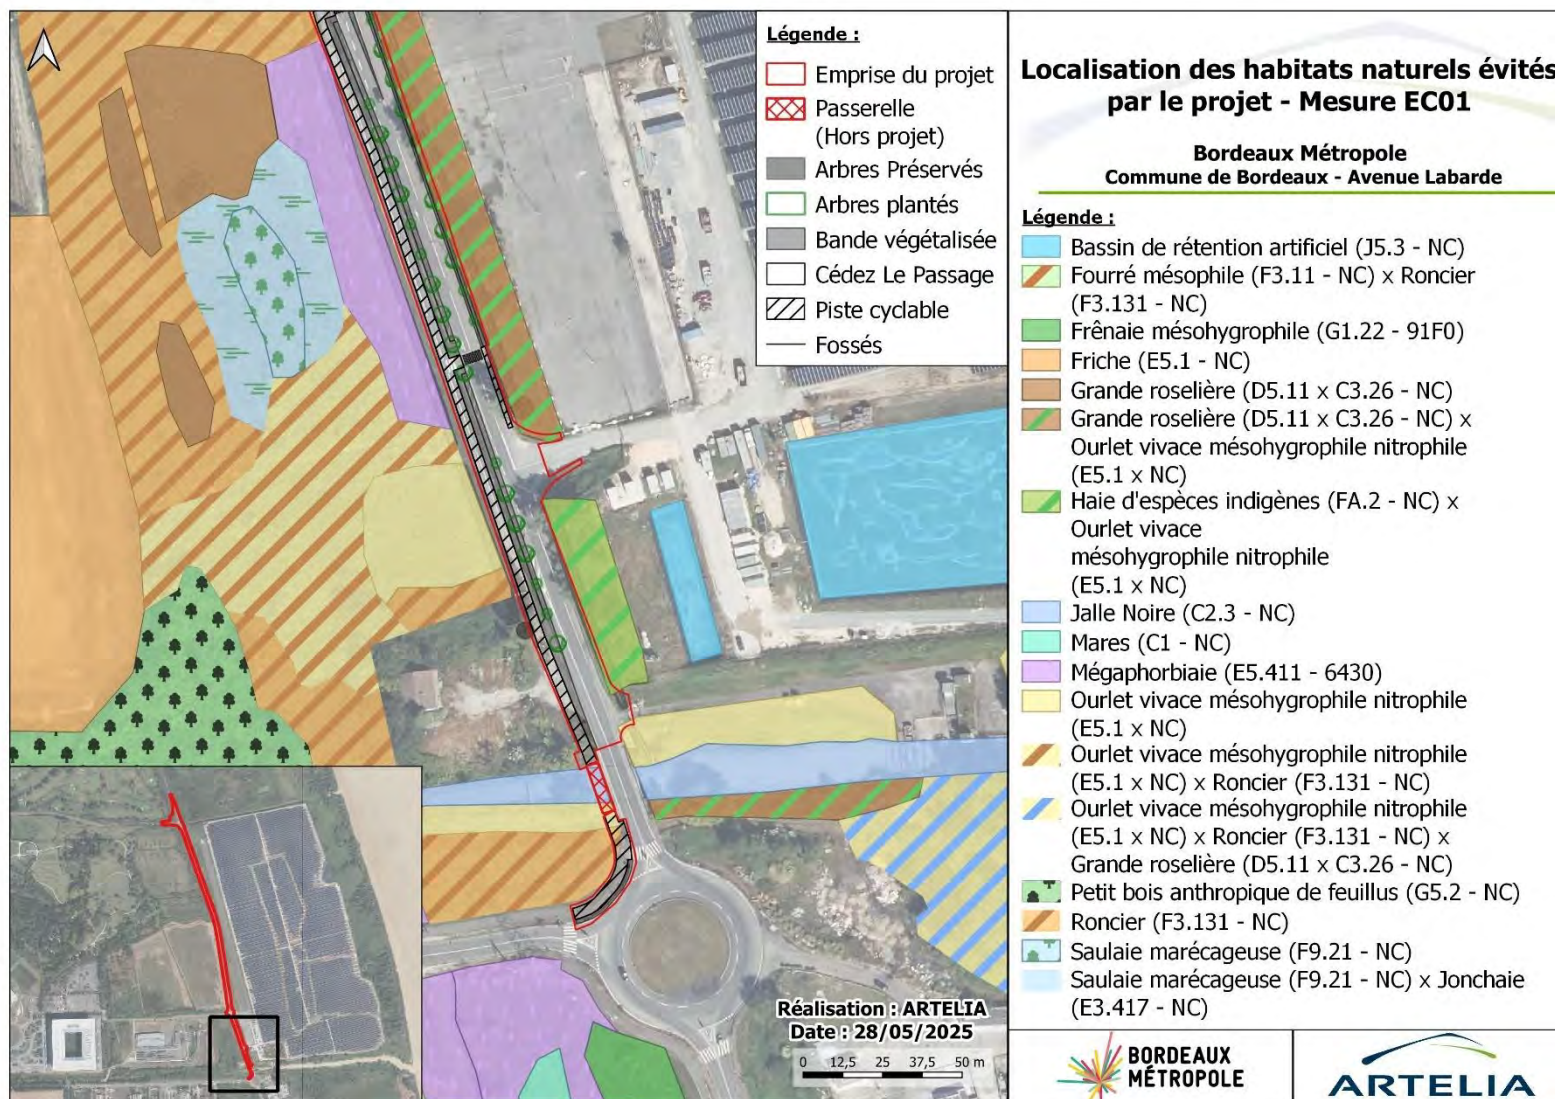 Légende :
Emprise du projet
Passerelle
(Hors projet)
Arbres Préservés
Arbres plantés
Bande végétalisée
Cédez Le Passage
Piste cyclable
Fossés
Localisation des habitats naturels évités
par le projet - Mesure EC01
Bordeaux Métropole
Commune de Bordeaux - Avenue Labarde
Légende :
Bassin de rétention artificiel (J5.3 - NC)
Fourré mésophile (F3.11 - NC) x Roncier
(F3.131 - NC)
Frênaie mésohygrophile (G1.22 - 91F0)
Friche (E5.1 - NC)
Grande roselière (D5.11 x C3.26 - NC)
Grande roselière (D5.11 x C3.26 - NC) x
Ourlet vivace mésohygrophile nitrophile
(E5.1 x NC)
Haie d'espèces indigènes (FA.2 - NC) x
Ourlet vivace
mésohygrophile nitrophile
(E5.1 x NC)
Jalle Noire (C2.3 - NC)
Mares (C1 - NC)
Mégaphorbiaie (E5.411 - 6430)
Ourlet vivace mésohygrophile nitrophile
(E5.1 x NC)
Ourlet vivace mésohygrophile nitrophile
(E5.1 x NC) x Roncier (F3.131 - NC)
Ourlet vivace mésohygrophile nitrophile
(E5.1 x NC) x Roncier (F3.131 - NC) x
Grande roselière (D5.11 x C3.26 - NC)
Petit bois anthropique de feuillus (G5.2 - NC)
Roncier (F3.131 - NC)
Saulaie marécageuse (F9.21 - NC)
Saulaie marécageuse (F9.21 - NC) x Jonchaie
(E3.417 - NC)
Réalisation : ARTELIA
Date : 28/05/2025
0 12,5 25 37,5 50 m
BORDEAUX
MÉTROPOLE
ARTELIA